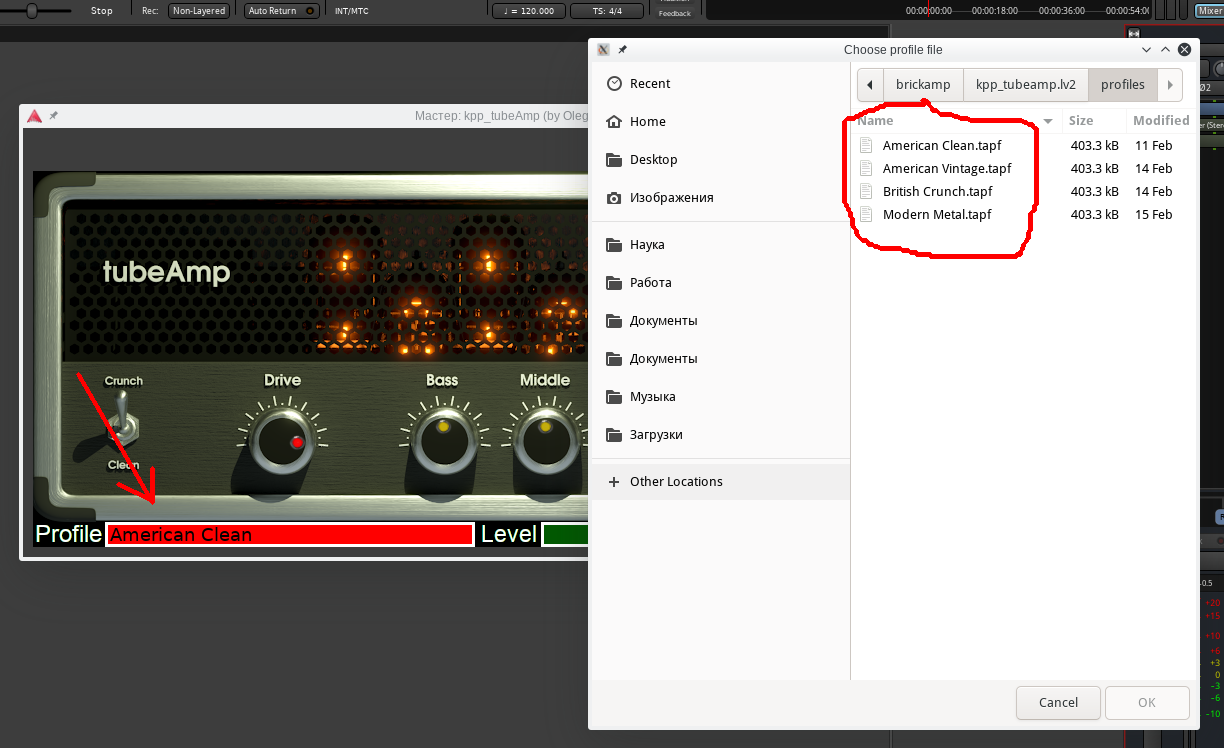 Stop
Rec:
Non-Layered
Auto Return
INT/MTC
♩ = 120.000
TS: 4/4
Feedback
00:00:00:00
00:00:18:00
00:00:36:00
00:00:54:00
Mixer
Choose profile file
Мастер: kpp_tubeAmp (by Oleg
Recent
Home
Desktop
Изображения
Наука
Работа
Документы
Документы
Музыка
Загрузки
Other Locations
brickamp
kpp_tubeamp.lv2
profiles
Name Size Modified
American Clean.tapf 403.3 kB 11 Feb
American Vintage.tapf 403.3 kB 14 Feb
British Crunch.tapf 403.3 kB 14 Feb
Modern Metal.tapf 403.3 kB 15 Feb
Cancel
OK
tubeAmp
Crunch
Clean
Drive
Bass
Middle
Profile
American Clean
Level
+20
+15
+10
+6
+3
0
-3
-6
-10